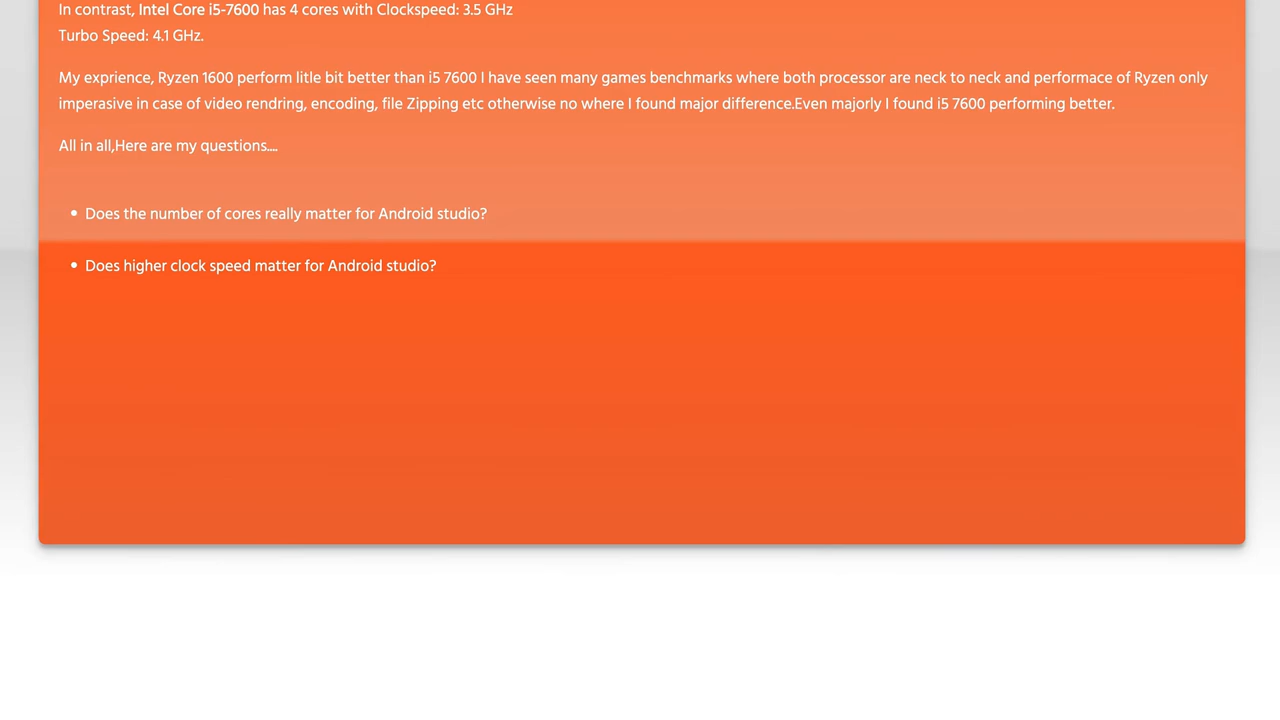 In contrast, Intel Core i5-7600 has 4 cores with Clockspeed: 3.5 GHz
Turbo Speed: 4.1 GHz.
My exprience, Ryzen 1600 perform litle bit better than i5 7600 I have seen many games benchmarks where both processor are neck to neck and performace of Ryzen only
imperasive in case of video rendring, encoding, file Zipping etc otherwise no where I found major difference.Even majorly I found i5 7600 performing better.
All in all,Here are my questions....
• Does the number of cores really matter for Android studio?
• Does higher clock speed matter for Android studio?